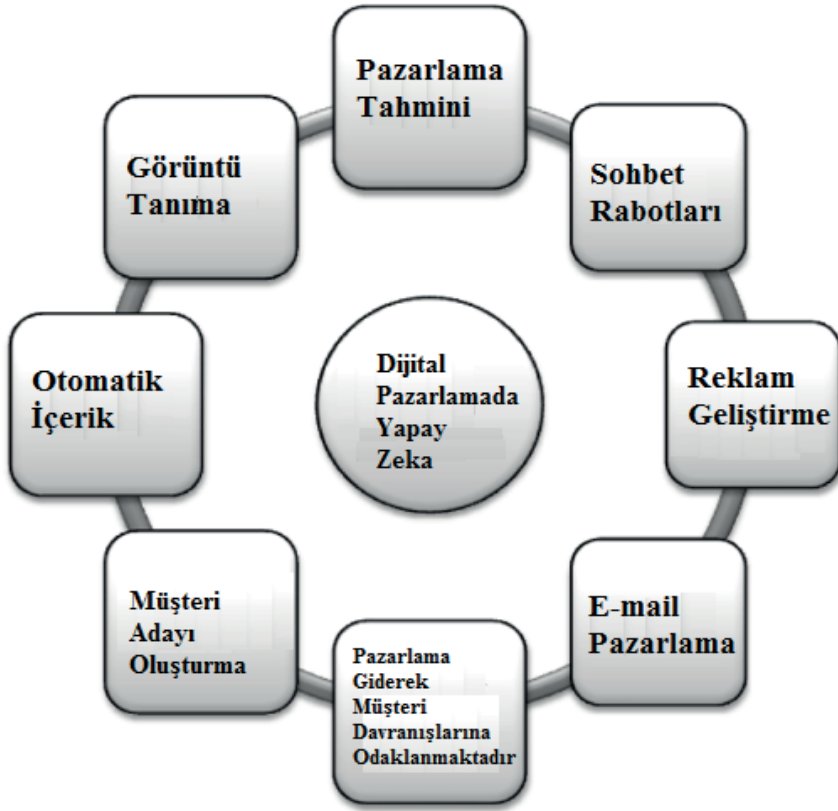 Pazarlama
Tahmini
Sohbet
Rabotları
Reklam
Geliştirme
E-mail
Pazarlama
Pazarlama
Giderek
Müşteri
Davranışlarına
Odaklanmaktadır
Müşteri
Adayı
Oluşturma
Otomatik
İçerik
Görüntü
Tanıma
Dijital
Pazarlamada
Yapay
Zeka